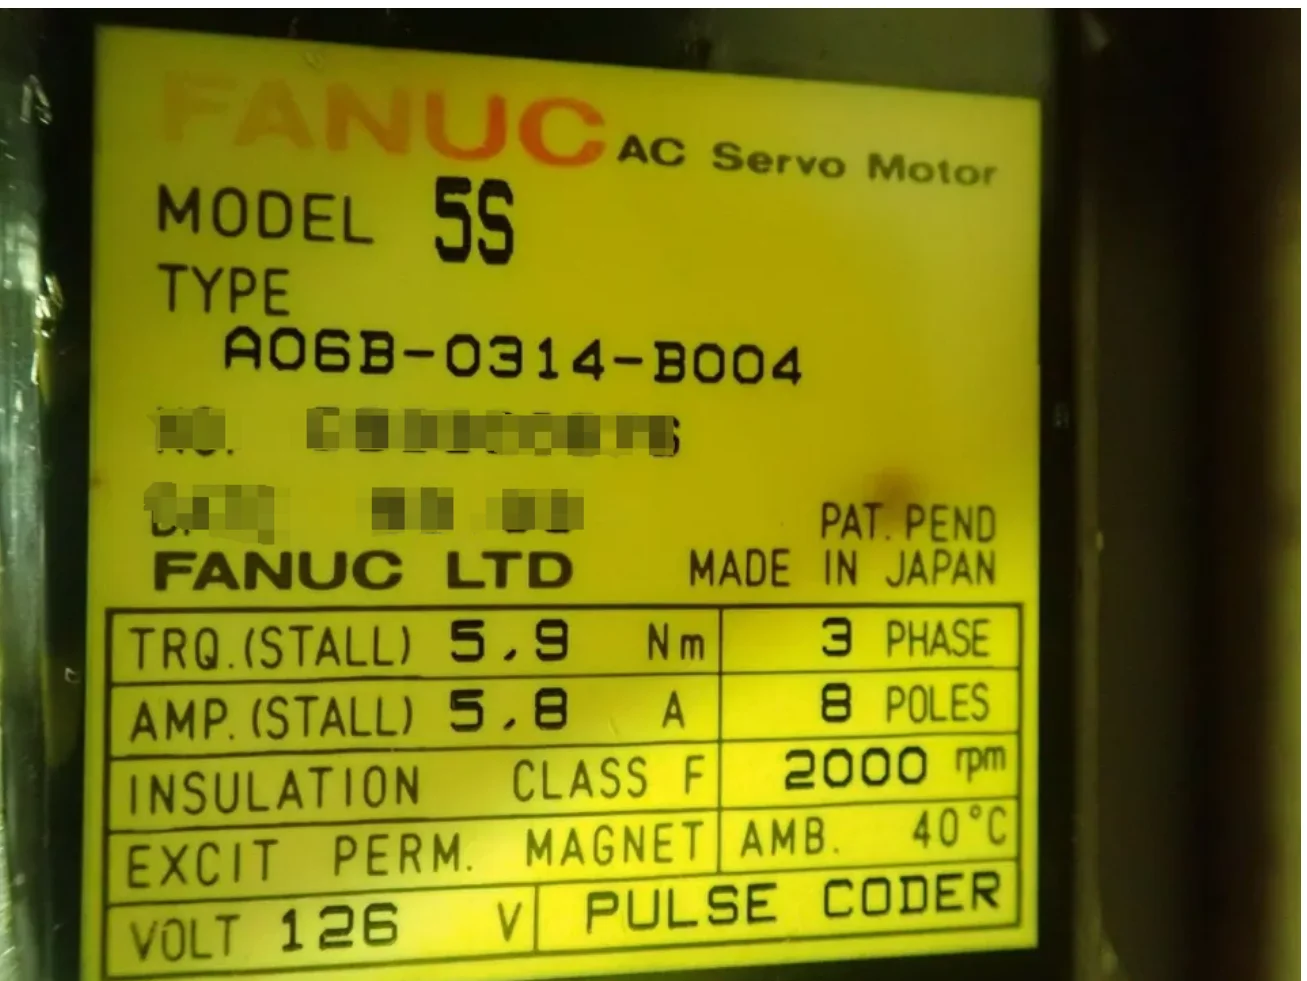 FANUC AC Servo Motor
MODEL 5S
TYPE
A06B-0314-B004
FANUC LTD
PAT. PEND
MADE IN JAPAN
TRQ.(STALL) 5.9 Nm 3 PHASE
AMP.(STALL) 5.8 A 8 POLES
INSULATION CLASS F 2000 rpm
EXCIT PERM. MAGNET AMB. 40°C
VOLT 126 V PULSE CODER